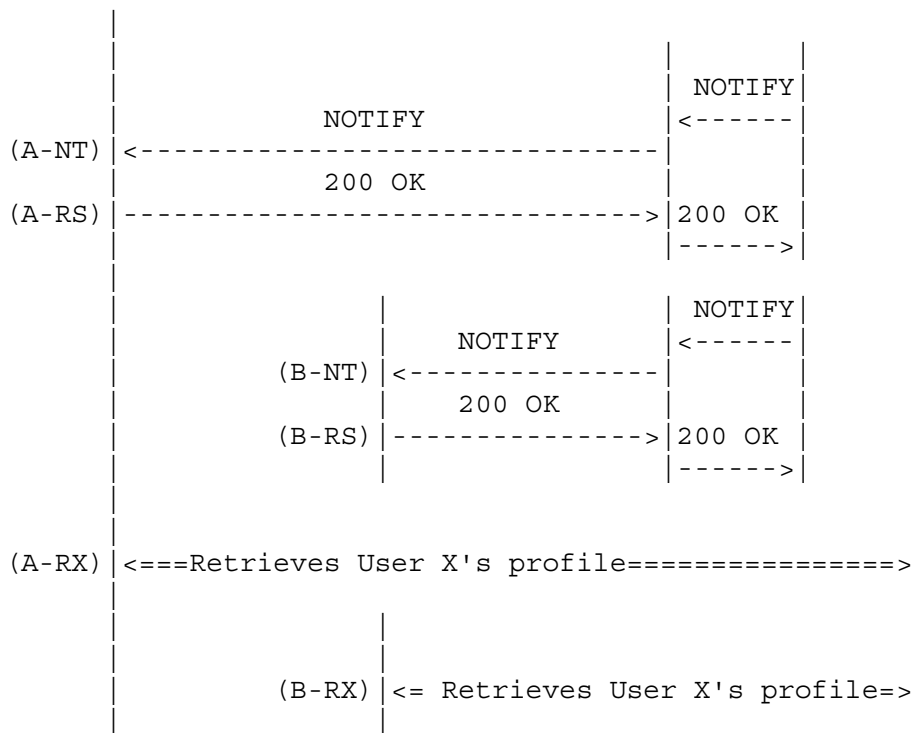 NOTIFY
NOTIFY
(A-NT)
200 OK
(A-RS) 200 OK
NOTIFY
NOTIFY
(B-NT)
200 OK
(B-RS) 200 OK
(A-RX) Retrieves User X's profile
(B-RX) Retrieves User X's profile